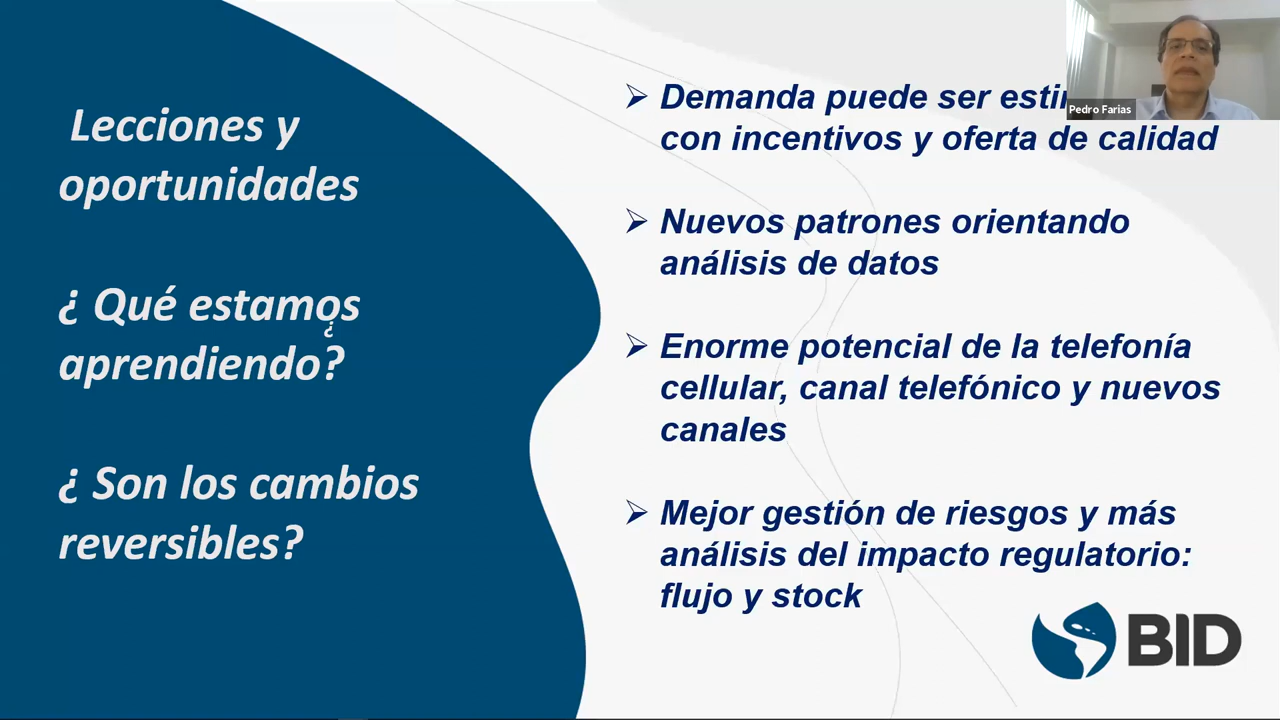 Lecciones y
oportunidades
¿ Qué estamos
¿
aprendiendo?
¿ Son los cambios
reversibles?
Demanda puede ser
con incentivos y oferta de calidad
Nuevos patrones orientando
análisis de datos
Enorme potencial de la telefonía
cellular, canal telefónico y nuevos
canales
Mejor gestión de riesgos y más
análisis del impacto regulatorio:
flujo y stock
Pedro Farias
BID